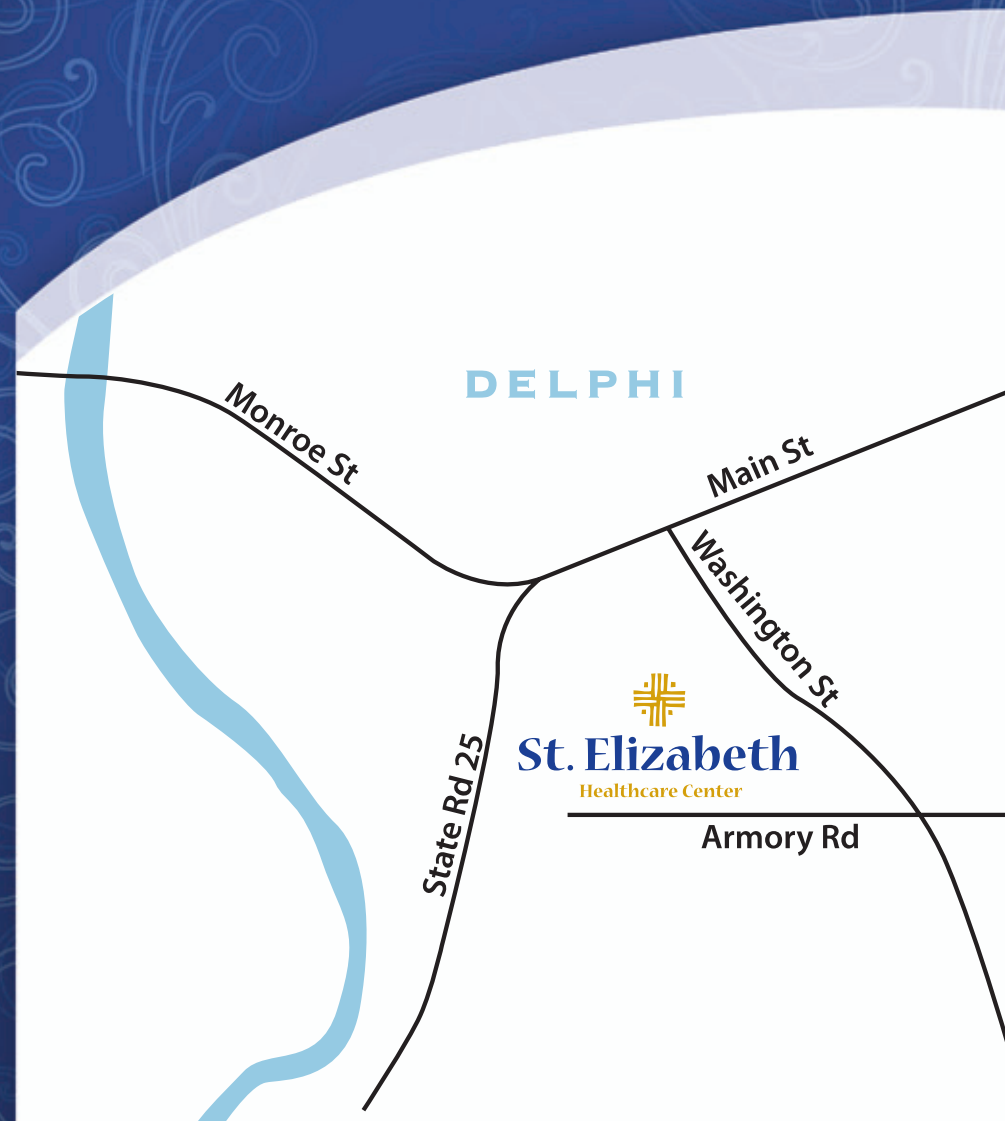 DELPHI
Monroe St
Main St
Washington St
State Rd 25
St. Elizabeth
Healthcare Center
Armory Rd